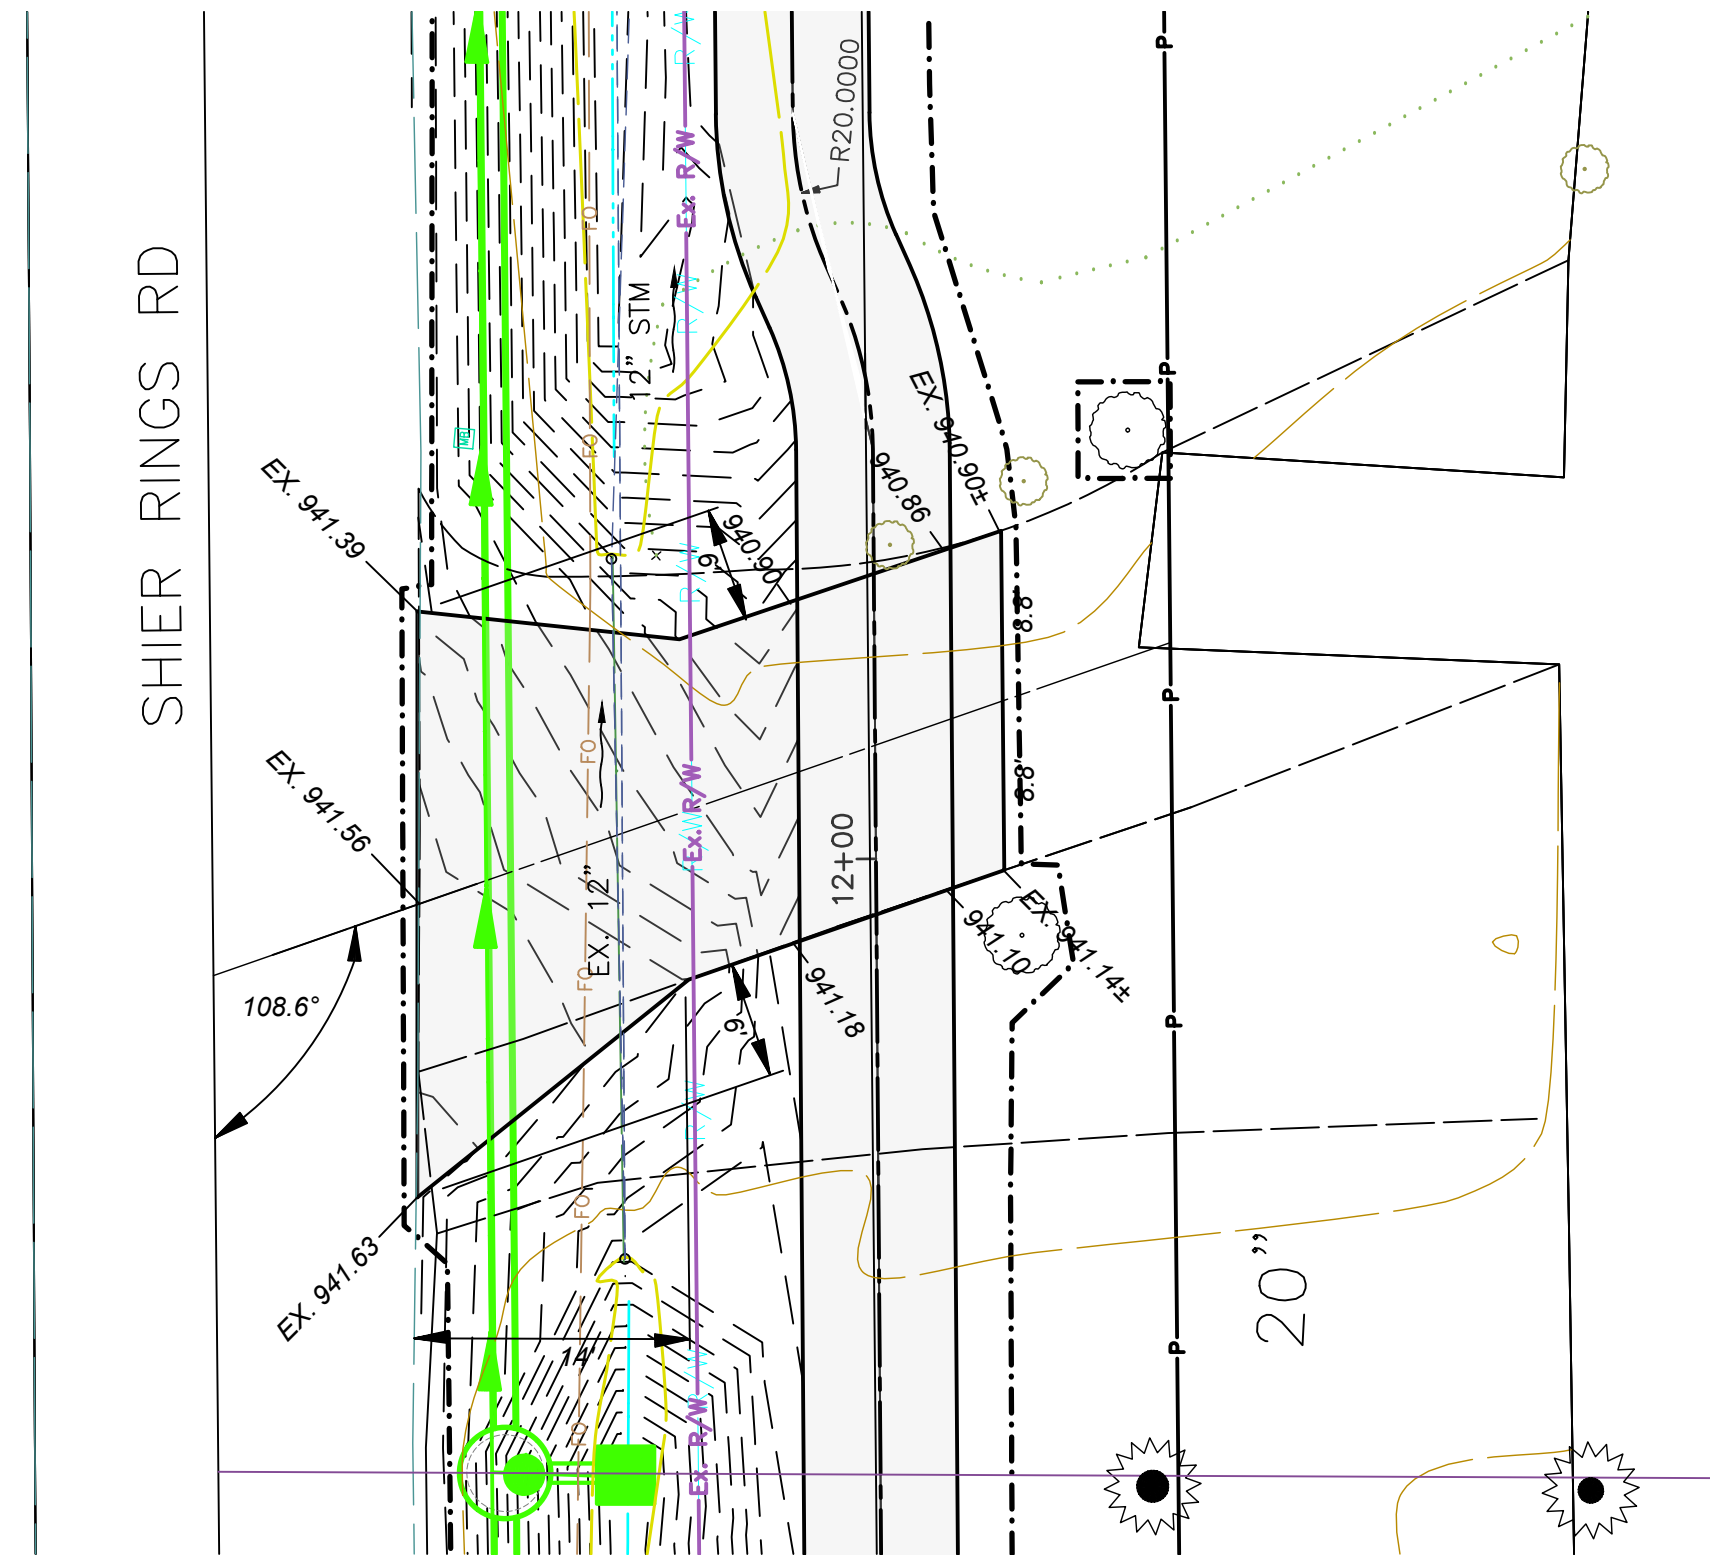 R/W
P
R20.0000
Ex. R/W
FO
SHIER RINGS RD
12" STM
R/W
P
MB
FO
EX. 940.90±
940.86
EX. 941.39
940.90
6'
R/W
8.8'
P
FO
8.8'
EX. 941.56
Ex. R/W
R/W
12+00
EX. 12"
FO
941.10
EX. 941.14±
941.18
108.6°
6'
P
R/W
FO
EX. 941.63
20"
14'
P
R/W
FO
Ex. R/W